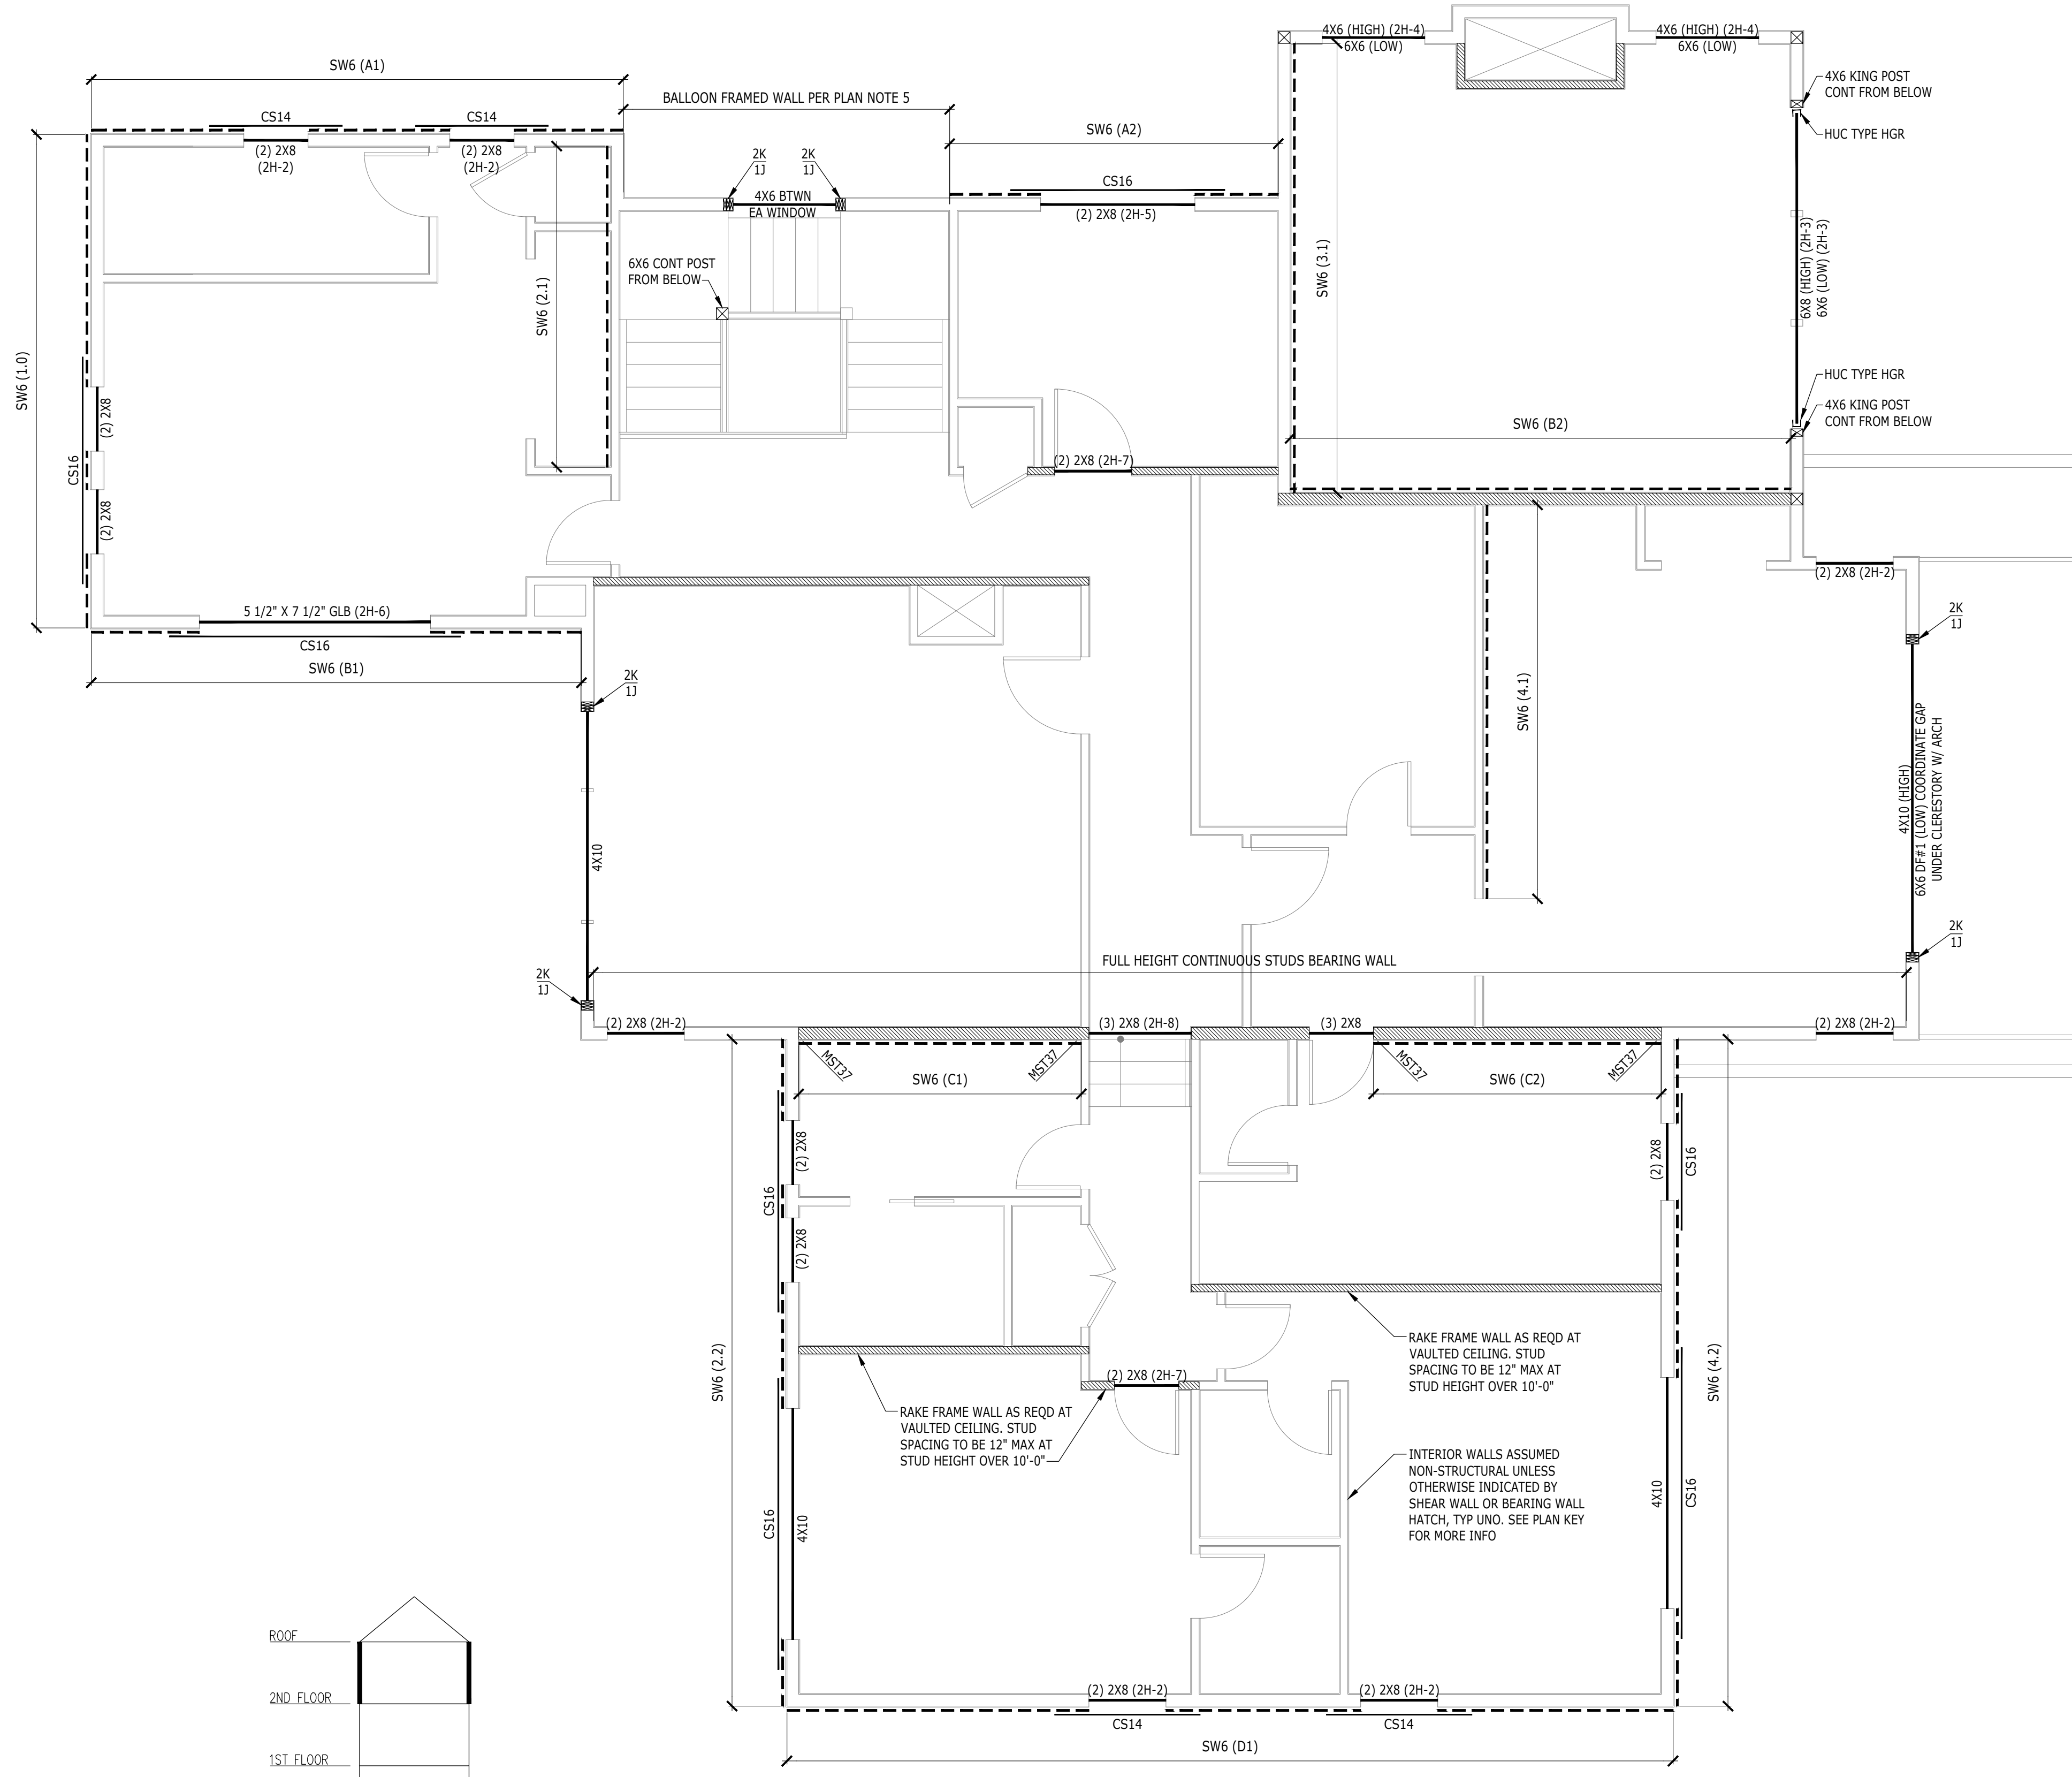 4X6 (HIGH) (2H-4)
6X6 (LOW)
4X6 (HIGH) (2H-4)
6X6 (LOW)
SW6 (A1)
4X6 KING POST
CONT FROM BELOW
BALLOON FRAMED WALL PER PLAN NOTE 5
CS14
CS14
SW6 (A2)
HUC TYPE HGR
(2) 2X8
(2H-2)
(2) 2X8
(2H-2)
2K
1J
2K
1J
CS16
4X6 BTWN
EA WINDOW
(2) 2X8 (2H-5)
6X8 (HIGH) (2H-3)
6X6 (LOW) (2H-3)
6X6 CONT POST
FROM BELOW
SW6 (2.1)
SW6 (3.1)
SW6 (1.0)
HUC TYPE HGR
4X6 KING POST
CONT FROM BELOW
(2) 2X8
CS16
(2) 2X8
SW6 (B2)
(2) 2X8 (2H-7)
(2) 2X8 (2H-2)
5 1/2" X 7 1/2" GLB (2H-6)
CS16
SW6 (B1)
2K
1J
2K
1J
SW6 (4.1)
4X10
4X10 (HIGH)
6X6 DF#1 (LOW) COORDINATE GAP
UNDER CLERESTORY W/ ARCH
FULL HEIGHT CONTINUOUS STUDS BEARING WALL
2K
1J
2K
1J
(2) 2X8 (2H-2)
(3) 2X8 (2H-8)
(3) 2X8
(2) 2X8 (2H-2)
MST37
MST37
MST37
MST37
SW6 (C1)
SW6 (C2)
(2) 2X8
CS16
(2) 2X8
(2) 2X8
CS16
SW6 (2.2)
SW6 (4.2)
RAKE FRAME WALL AS REQD AT
VAULTED CEILING. STUD
SPACING TO BE 12" MAX AT
STUD HEIGHT OVER 10'-0"
(2) 2X8 (2H-7)
RAKE FRAME WALL AS REQD AT
VAULTED CEILING. STUD
SPACING TO BE 12" MAX AT
STUD HEIGHT OVER 10'-0"
INTERIOR WALLS ASSUMED
NON-STRUCTURAL UNLESS
OTHERWISE INDICATED BY
SHEAR WALL OR BEARING WALL
HATCH, TYP UNO. SEE PLAN KEY
FOR MORE INFO
CS16
4X10
4X10
CS16
(2) 2X8 (2H-2)
(2) 2X8 (2H-2)
CS14
CS14
SW6 (D1)
ROOF
2ND FLOOR
1ST FLOOR